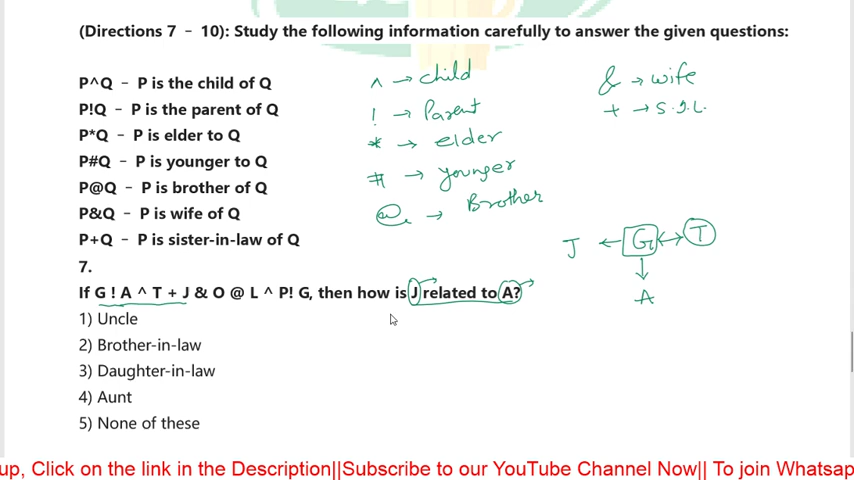 (Directions 7 – 10): Study the following information carefully to answer the given questions:
P^Q – P is the child of Q
P!Q – P is the parent of Q
P*Q – P is elder to Q
P#Q – P is younger to Q
P@Q – P is brother of Q
P&Q – P is wife of Q
P+Q – P is sister-in-law of Q
^ → child
! → Parent
* → elder
# → younger
@ → Brother
& → wife
+ → S.I.L.
J ← G ↔ T
↓
A
7.
If G ! A ^ T + J & O @ L ^ P! G, then how is J related to A?
1) Uncle
2) Brother-in-law
3) Daughter-in-law
4) Aunt
5) None of these
up, Click on the link in the Description||Subscribe to our YouTube Channel Now|| To join Whatsap